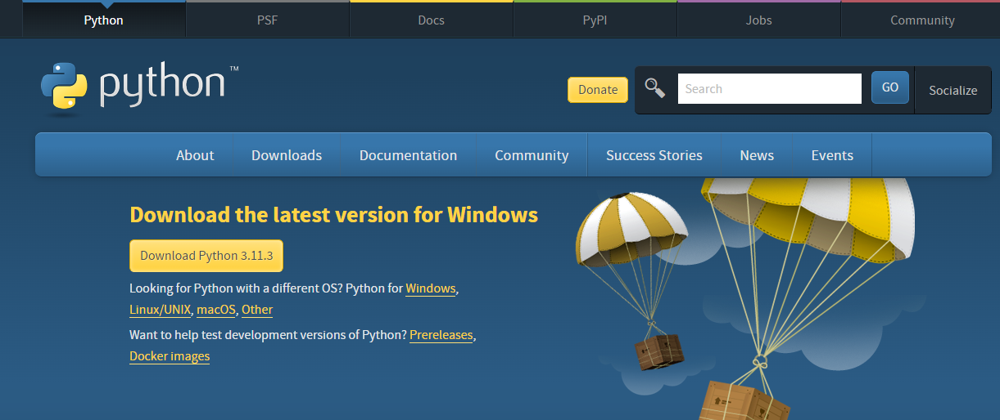 Python PSF Docs PyPI Jobs Community
python™
Donate Search GO Socialize
About Downloads Documentation Community Success Stories News Events
Download the latest version for Windows
Download Python 3.11.3
Looking for Python with a different OS? Python for Windows,
Linux/UNIX, macOS, Other
Want to help test development versions of Python? Prereleases,
Docker images